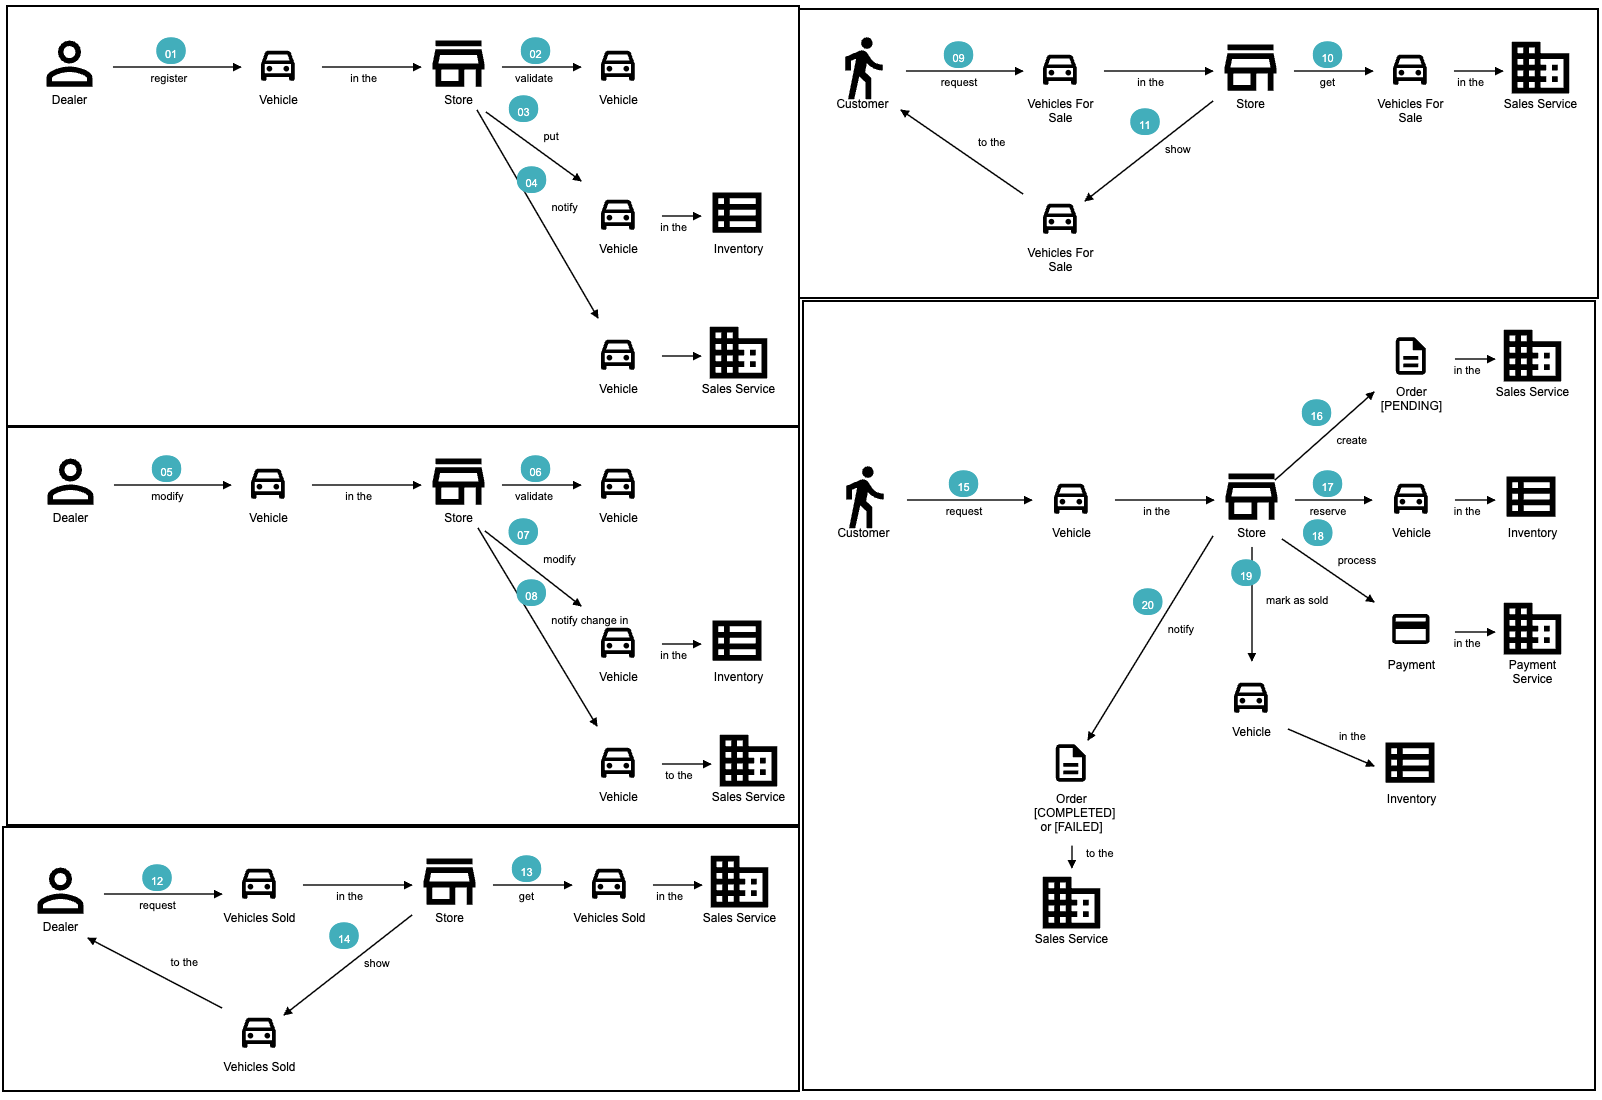 01
register
Dealer
Vehicle
in the
Store
02
validate
Vehicle
03
put
04
notify
Vehicle
in the
Inventory
Vehicle
Sales Service
05
modify
Dealer
Vehicle
in the
Store
06
validate
Vehicle
07
modify
08
notify change in
Vehicle
in the
Inventory
Vehicle
to the
Sales Service
12
request
Dealer
Vehicles Sold
in the
Store
13
get
Vehicles Sold
in the
Sales Service
14
show
to the
Vehicles Sold
09
request
Customer
Vehicles For
Sale
in the
Store
10
get
Vehicles For
Sale
in the
Sales Service
11
show
to the
Vehicles For
Sale
15
request
Customer
Vehicle
in the
Store
16
create
Order
[PENDING]
in the
Sales Service
17
reserve
Vehicle
in the
Inventory
18
process
Payment
in the
Payment
Service
19
mark as sold
Vehicle
in the
Inventory
20
notify
Order
[COMPLETED]
or [FAILED]
to the
Sales Service